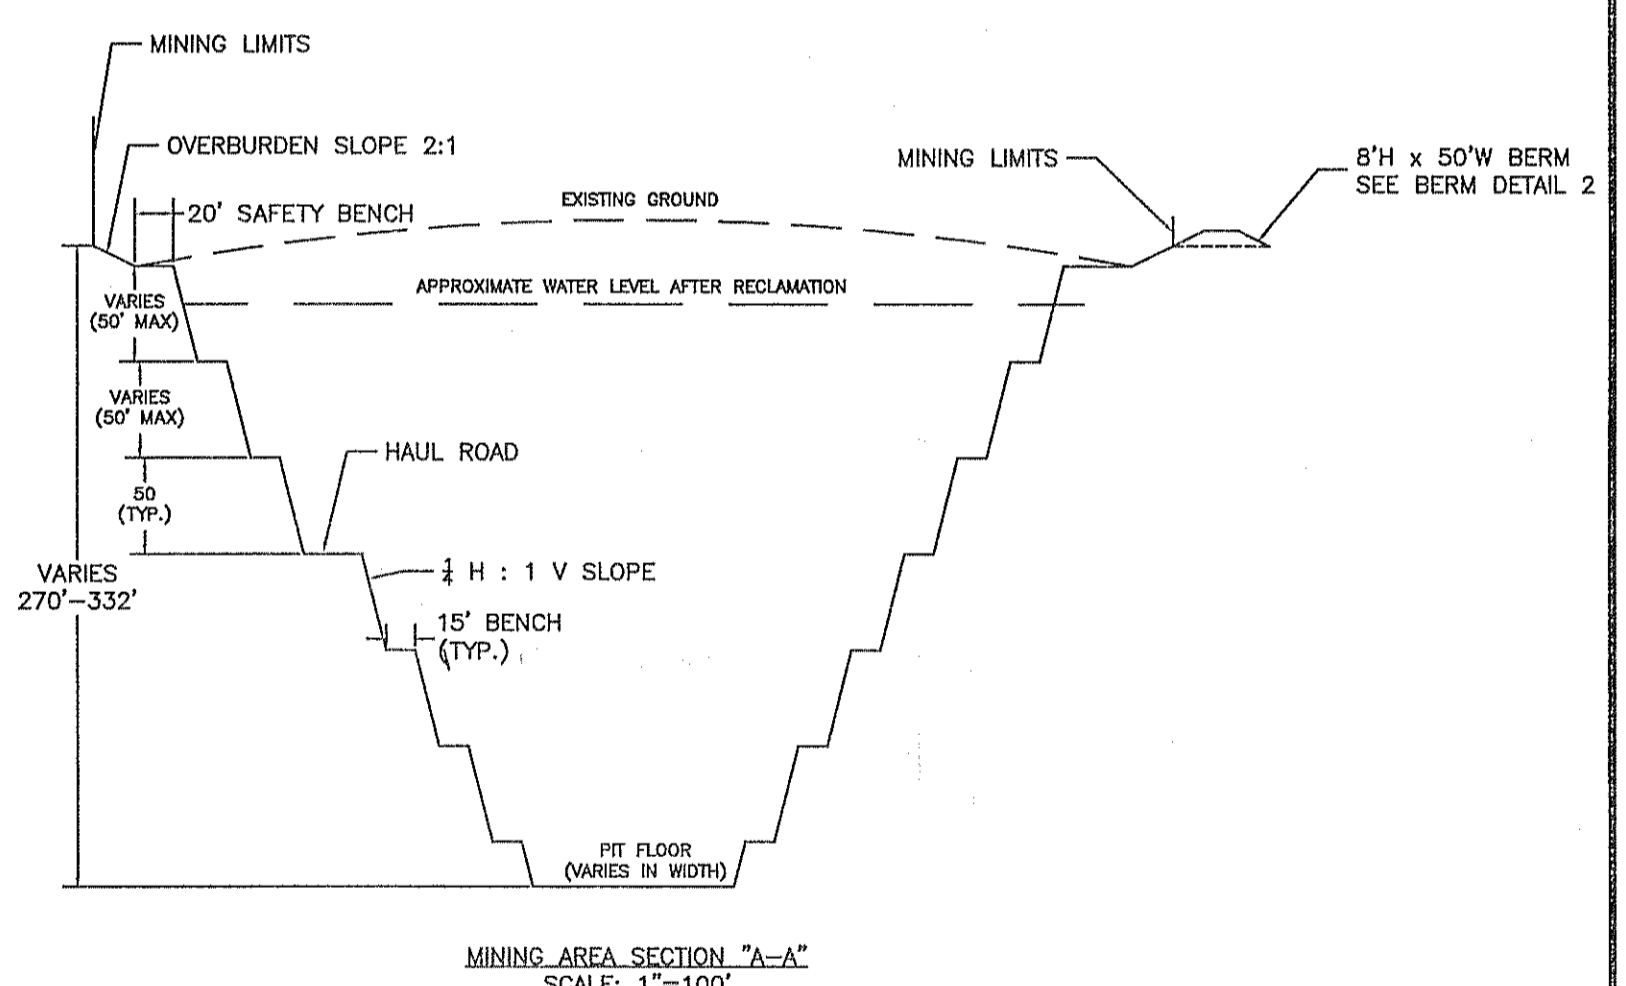 MINING LIMITS
OVERBURDEN SLOPE 2:1
MINING LIMITS
8'H x 50'W BERM
SEE BERM DETAIL 2
20' SAFETY BENCH
EXISTING GROUND
APPROXIMATE WATER LEVEL AFTER RECLAMATION
VARIES
(50' MAX)
VARIES
(50' MAX)
HAUL ROAD
50
(TYP.)
VARIES
270'-332'
1/4 H : 1 V SLOPE
15' BENCH
(TYP.)
PIT FLOOR
(VARIES IN WIDTH)
MINING AREA SECTION "A-A"
SCALE: 1"=100'